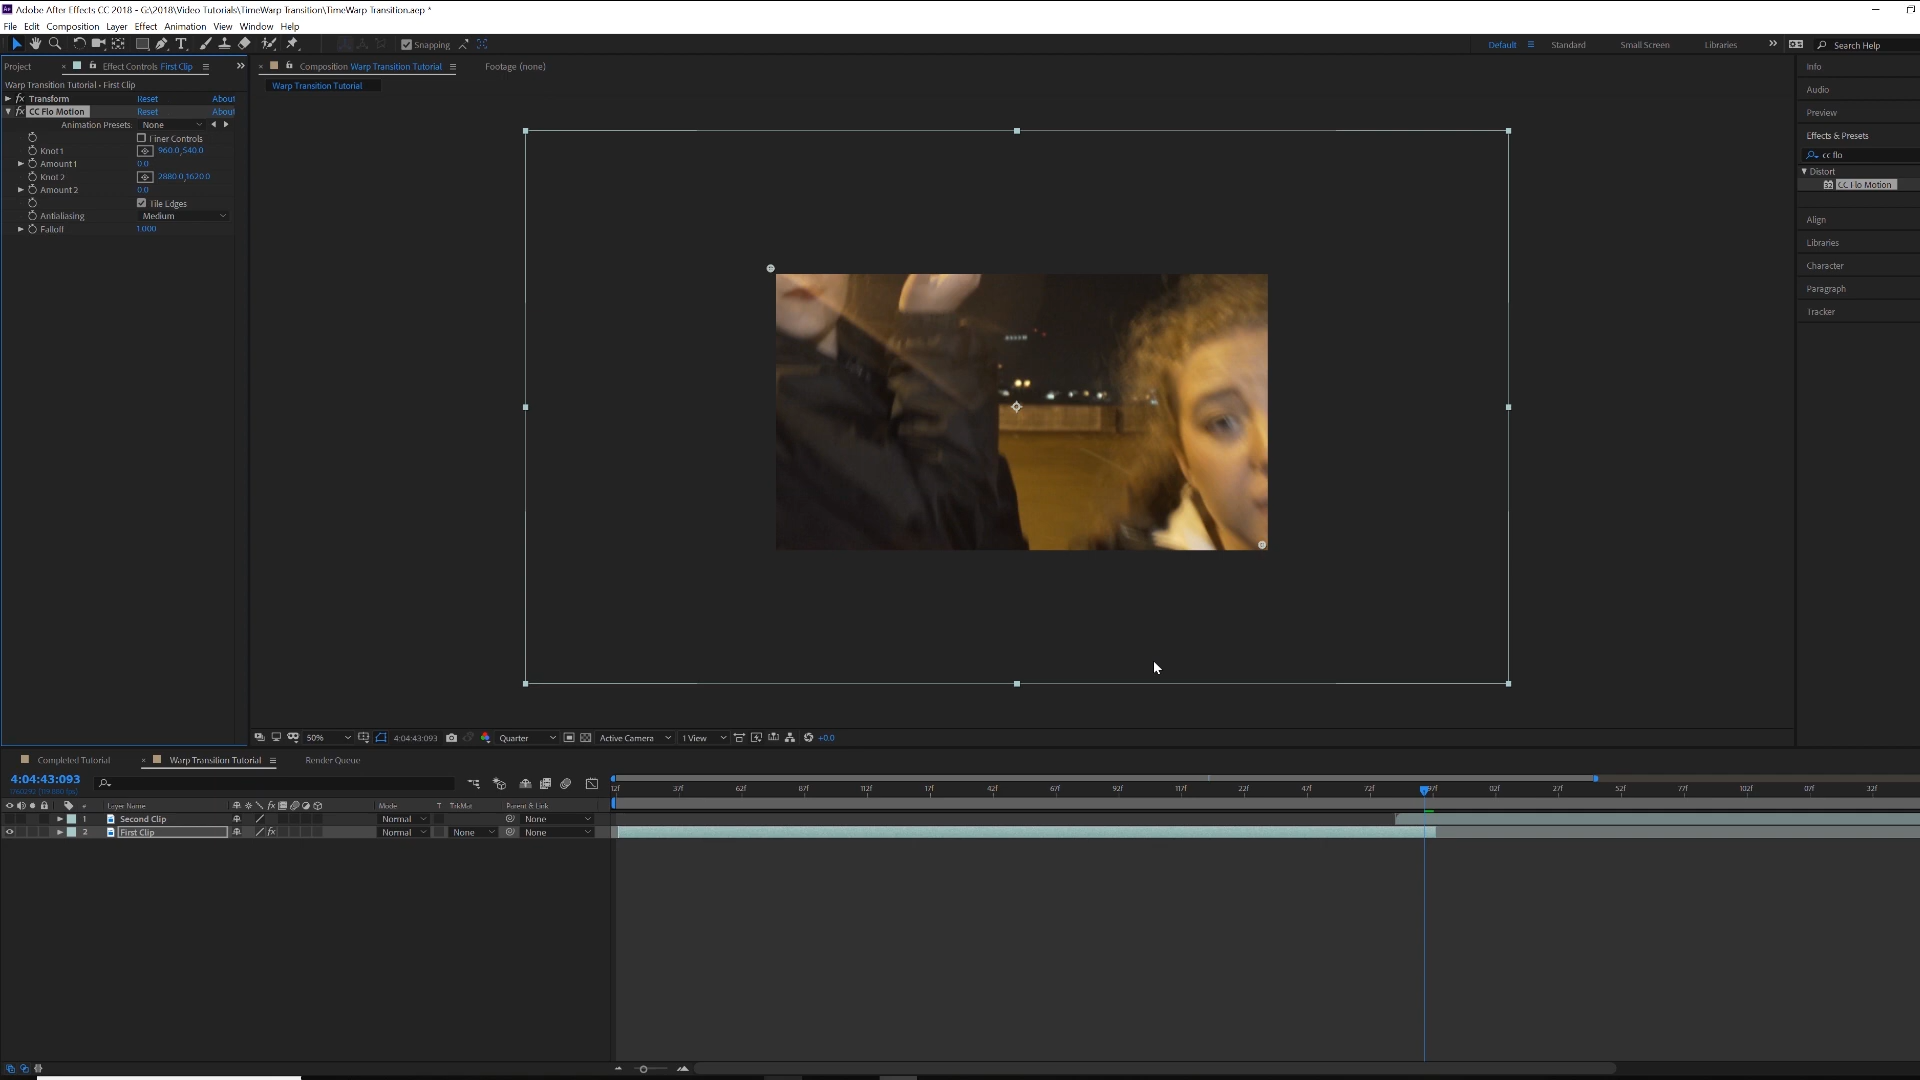 Adobe After Effects CC 2018 - G:\2018\Video Tutorials\TimeWarp Transition\TimeWarp Transition.aep *
File Edit Composition Layer Effect Animation View Window Help
Snapping Default Standard Small Screen Libraries Search Help
Project Effect Controls First Clip Composition Warp Transition Tutorial Footage (none) Info
Warp Transition Tutorial • First Clip Warp Transition Tutorial
Audio
fx Transform Reset About
fx CC Flo Motion Reset About Preview
Animation Presets: None
Finer Controls Effects & Presets
Knot 1 960.0,540.0 cc flo
Amount 1 0.0
Knot 2 2880.0,1620.0 Distort
Amount 2 0.0 CC Flo Motion
Tile Edges
Antialiasing Medium Align
Falloff 1.000
Libraries
Character
Paragraph
Tracker
50% 4:04:43:093 Quarter Active Camera 1 View +0.0
Completed Tutorial Warp Transition Tutorial Render Queue
4:04:43:093
12f 37f 62f 87f 112f 17f 42f 67f 92f 117f 22f 47f 72f 97f 02f 27f 52f 77f 102f 07f 32f
# Layer Name Mode T TrkMat Parent & Link
1 Second Clip Normal None
2 First Clip fx Normal None None